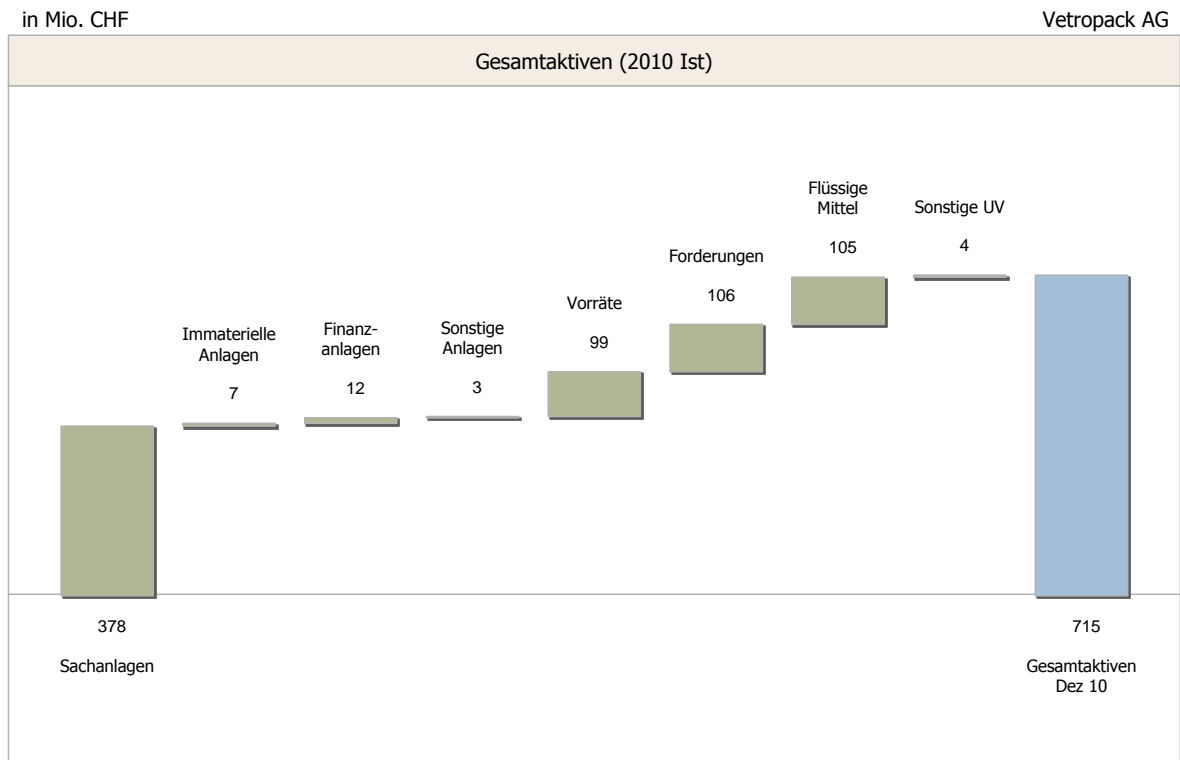 in Mio. CHF
Vetropack AG
Gesamtaktiven (2010 Ist)
Sachanlagen
378
Immaterielle
Anlagen
7
Finanz-
anlagen
12
Sonstige
Anlagen
3
Vorräte
99
Forderungen
106
Flüssige
Mittel
105
Sonstige UV
4
715
Gesamtaktiven
Dez 10